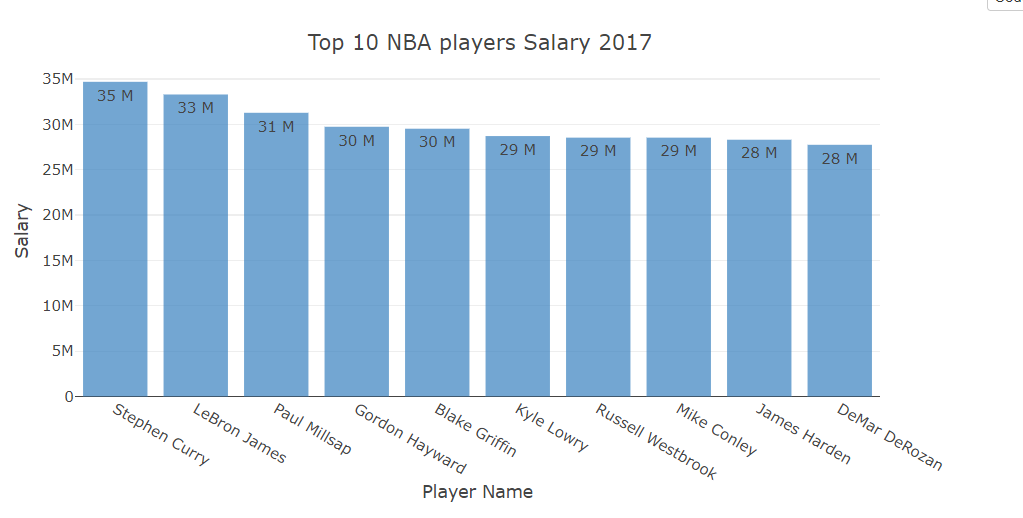 Top 10 NBA players Salary 2017
35M
30M
25M
20M
15M
10M
5M
0
Salary
35 M
33 M
31 M
30 M
30 M
29 M
29 M
29 M
28 M
28 M
Stephen Curry
LeBron James
Paul Millsap
Gordon Hayward
Blake Griffin
Kyle Lowry
Russell Westbrook
Mike Conley
James Harden
DeMar DeRozan
Player Name